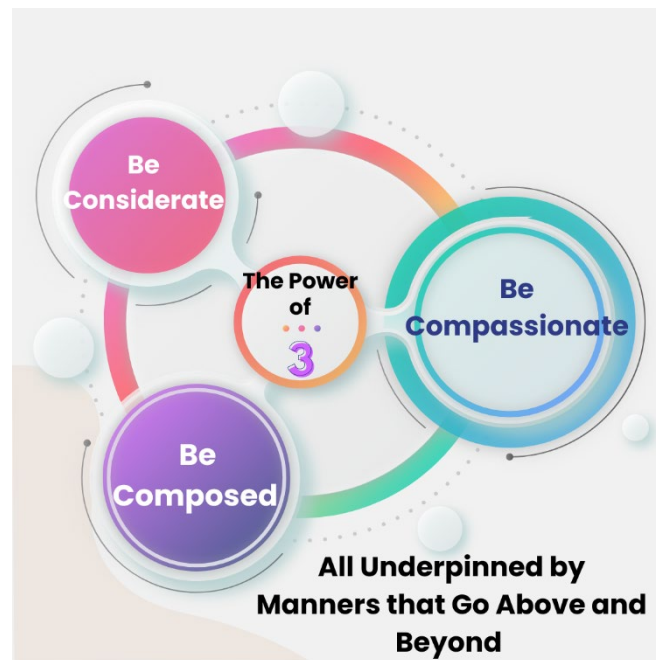 Be
Considerate
The Power
of
3
Be
Compassionate
Be
Composed
All Underpinned by
Manners that Go Above and
Beyond